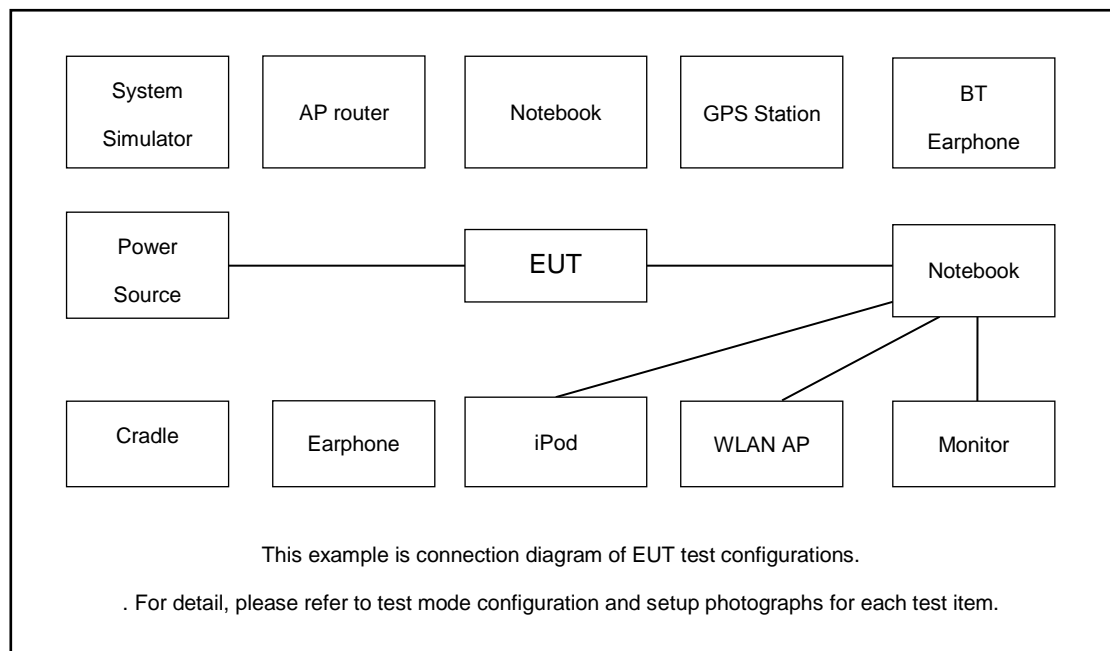 System
Simulator
AP router
Notebook
GPS Station
BT
Earphone
Power
Source
EUT
Notebook
Cradle
Earphone
iPod
WLAN AP
Monitor
This example is connection diagram of EUT test configurations.
. For detail, please refer to test mode configuration and setup photographs for each test item.